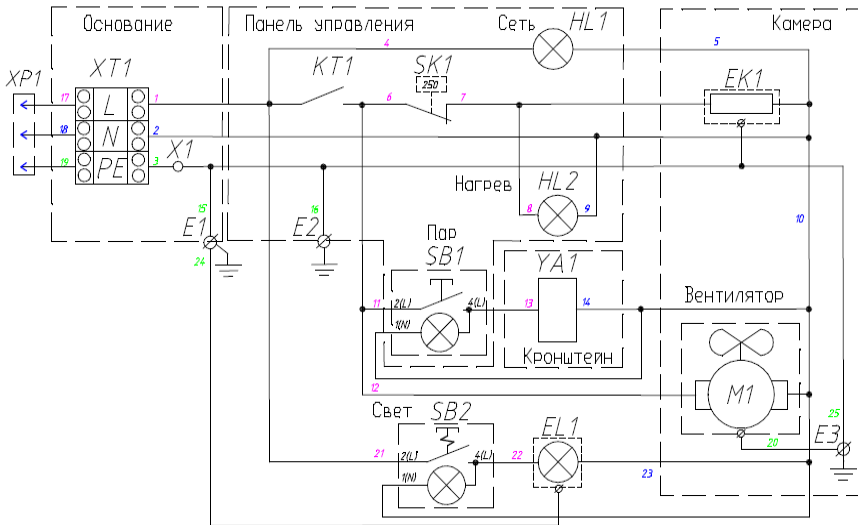 Основание
Панель управления
Сеть
HL1
Камера
4
5
XP1
XT1
KT1
SK1
250
EK1
17
L
1
6
7
18
N
2
19
PE
3
X1
Нагрев
HL2
8
9
15
16
10
E1
E2
24
Пар
SB1
YA1
11
2(L)
4(L)
13
14
1(N)
Вентилятор
Кронштейн
12
M1
Свет
SB2
EL1
25
20
E3
21
2(L)
4(L)
22
23
1(N)